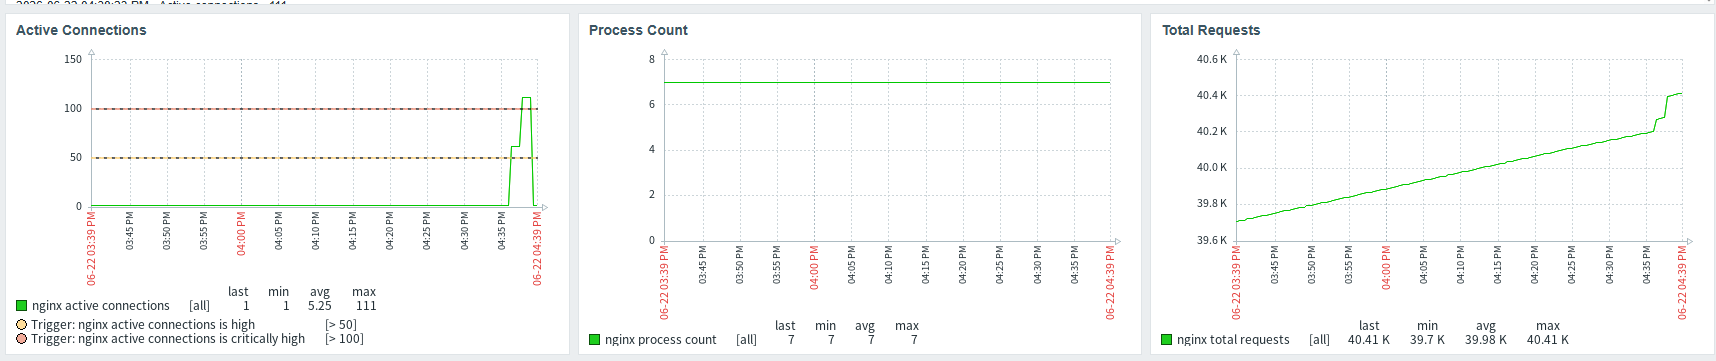 Active Connections
150
100
50
0
06-22 03:39 PM
03:45 PM
03:50 PM
03:55 PM
04:00 PM
04:05 PM
04:10 PM
04:15 PM
04:20 PM
04:25 PM
04:30 PM
04:35 PM
06-22 04:39 PM
last min avg max
nginx active connections [all] 1 1 5.25 111
Trigger: nginx active connections is high [> 50]
Trigger: nginx active connections is critically high [> 100]
Process Count
8
6
4
2
0
06-22 03:39 PM
03:45 PM
03:50 PM
03:55 PM
04:00 PM
04:05 PM
04:10 PM
04:15 PM
04:20 PM
04:25 PM
04:30 PM
04:35 PM
06-22 04:39 PM
last min avg max
nginx process count [all] 7 7 7 7
Total Requests
40.6 K
40.4 K
40.2 K
40.0 K
39.8 K
39.6 K
06-22 03:39 PM
03:45 PM
03:50 PM
03:55 PM
04:00 PM
04:05 PM
04:10 PM
04:15 PM
04:20 PM
04:25 PM
04:30 PM
04:35 PM
06-22 04:39 PM
last min avg max
nginx total requests [all] 40.41 K 39.7 K 39.98 K 40.41 K